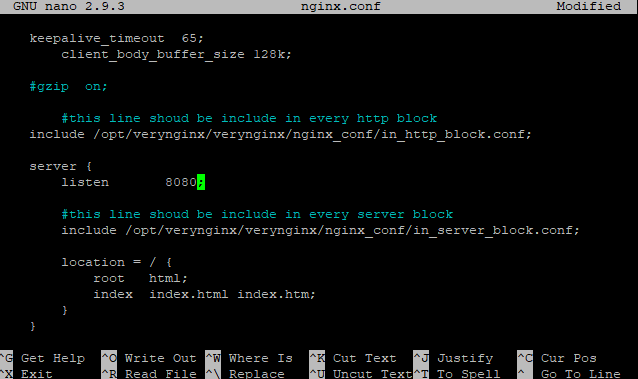 GNU nano 2.9.3 nginx.conf Modified
keepalive_timeout  65;
client_body_buffer_size 128k;
#gzip  on;
#this line shoud be include in every http block
include /opt/verynginx/verynginx/nginx_conf/in_http_block.conf;
server {
listen       8080;
#this line shoud be include in every server block
include /opt/verynginx/verynginx/nginx_conf/in_server_block.conf;
location = / {
root   html;
index  index.html index.htm;
}
}
^G Get Help ^O Write Out ^W Where Is ^K Cut Text ^J Justify ^C Cur Pos
^X Exit ^R Read File ^\ Replace ^U Uncut Text ^T To Spell ^_ Go To Line